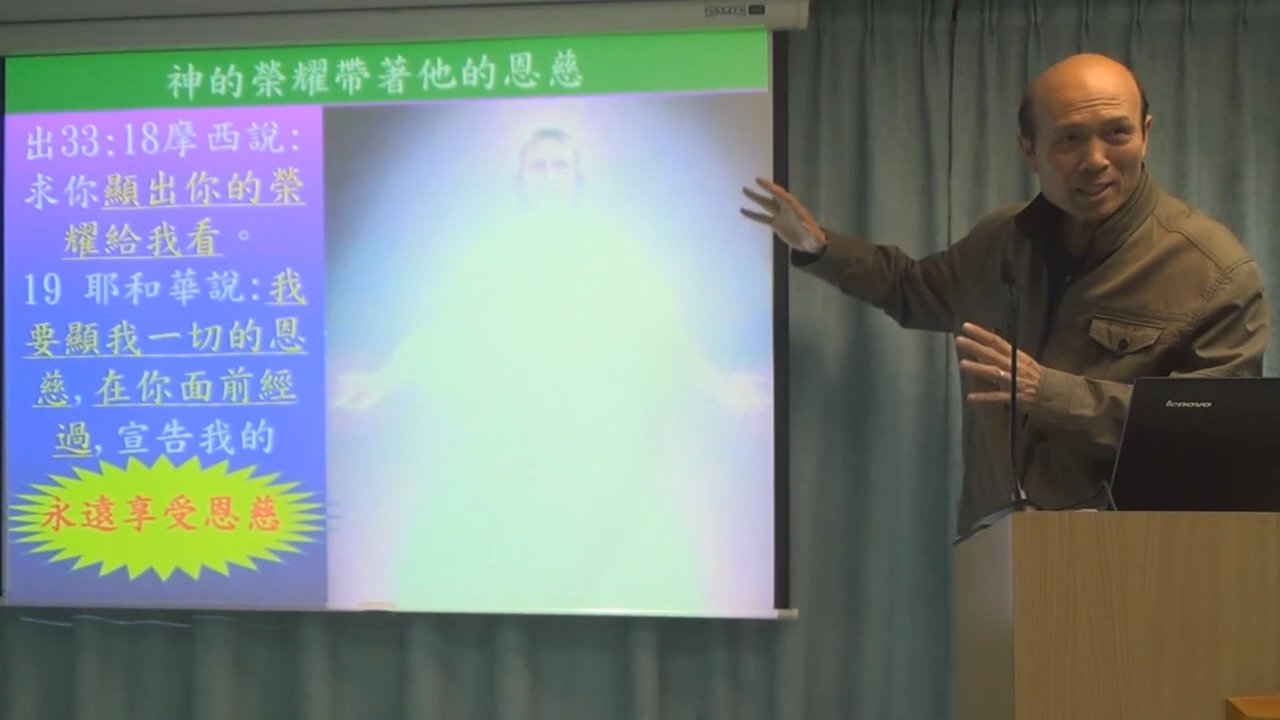 神的榮耀帶著他的恩慈
出33:18摩西說:
求你顯出你的榮
耀給我看。
19 耶和華說:我
要顯我一切的恩
慈,在你面前經
過,宣告我的
永遠享受恩慈
lenovo